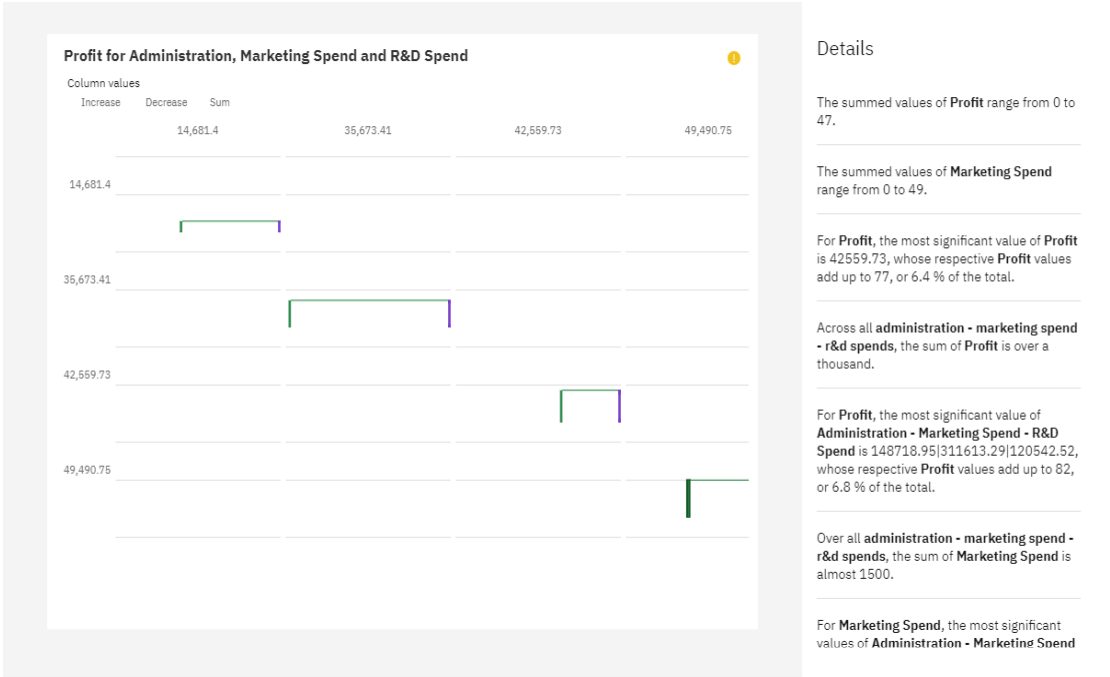 Profit for Administration, Marketing Spend and R&D Spend
!
Column values
Increase Decrease Sum
14,681.4 35,673.41 42,559.73 49,490.75
14,681.4
35,673.41
42,559.73
49,490.75
Details
The summed values of Profit range from 0 to
47.
The summed values of Marketing Spend
range from 0 to 49.
For Profit, the most significant value of Profit
is 42559.73, whose respective Profit values
add up to 77, or 6.4 % of the total.
Across all administration - marketing spend
- r&d spends, the sum of Profit is over a
thousand.
For Profit, the most significant value of
Administration - Marketing Spend - R&D
Spend is 148718.95|311613.29|120542.52,
whose respective Profit values add up to 82,
or 6.8 % of the total.
Over all administration - marketing spend -
r&d spends, the sum of Marketing Spend is
almost 1500.
For Marketing Spend, the most significant
values of Administration - Marketing Spend